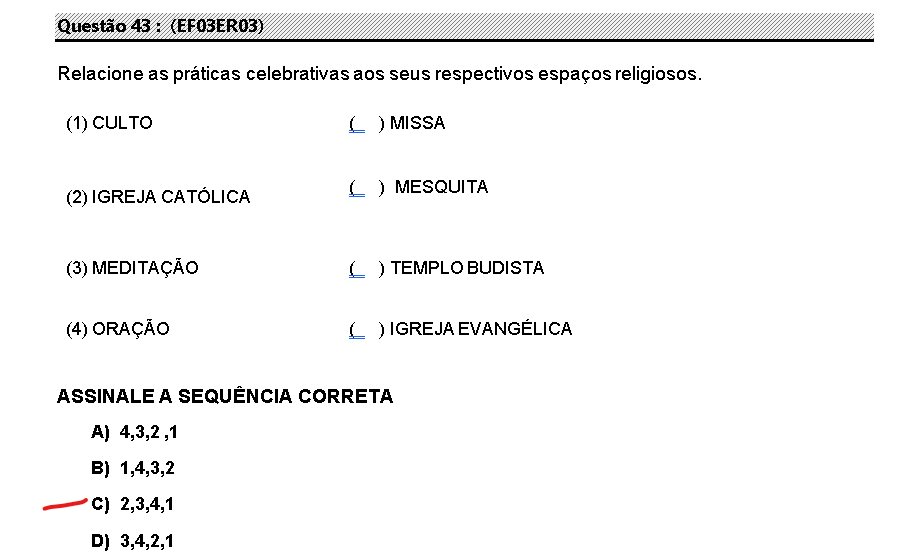 Questão 43 : (EF03ER03)
Relacione as práticas celebrativas aos seus respectivos espaços religiosos.
(1) CULTO ( ) MISSA
(2) IGREJA CATÓLICA ( ) MESQUITA
(3) MEDITAÇÃO ( ) TEMPLO BUDISTA
(4) ORAÇÃO ( ) IGREJA EVANGÉLICA
ASSINALE A SEQUÊNCIA CORRETA
A) 4,3,2 ,1
B) 1,4,3,2
C) 2,3,4,1
D) 3,4,2,1